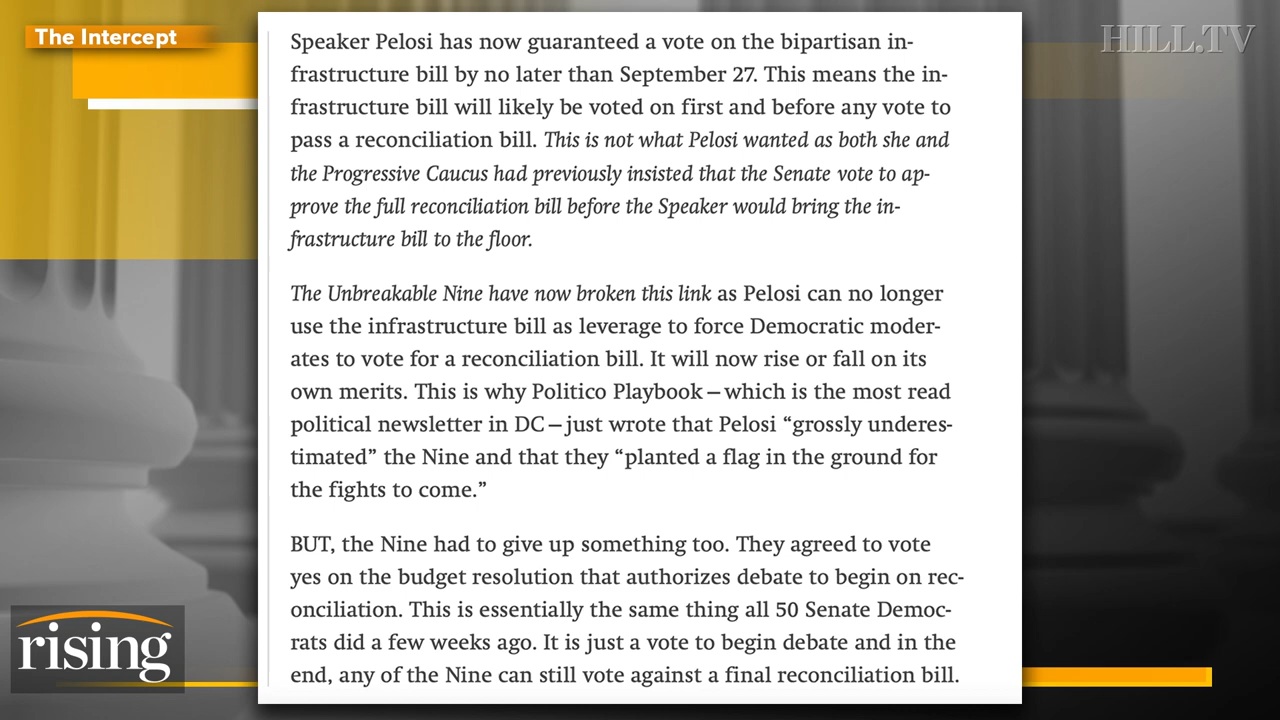 The Intercept
HILL.TV
Speaker Pelosi has now guaranteed a vote on the bipartisan in-
frastructure bill by no later than September 27. This means the in-
frastructure bill will likely be voted on first and before any vote to
pass a reconciliation bill. This is not what Pelosi wanted as both she and
the Progressive Caucus had previously insisted that the Senate vote to ap-
prove the full reconciliation bill before the Speaker would bring the in-
frastructure bill to the floor.
The Unbreakable Nine have now broken this link as Pelosi can no longer
use the infrastructure bill as leverage to force Democratic moder-
ates to vote for a reconciliation bill. It will now rise or fall on its
own merits. This is why Politico Playbook – which is the most read
political newsletter in DC – just wrote that Pelosi “grossly underes-
timated” the Nine and that they “planted a flag in the ground for
the fights to come.”
BUT, the Nine had to give up something too. They agreed to vote
yes on the budget resolution that authorizes debate to begin on rec-
onciliation. This is essentially the same thing all 50 Senate Democ-
rats did a few weeks ago. It is just a vote to begin debate and in the
end, any of the Nine can still vote against a final reconciliation bill.
rising